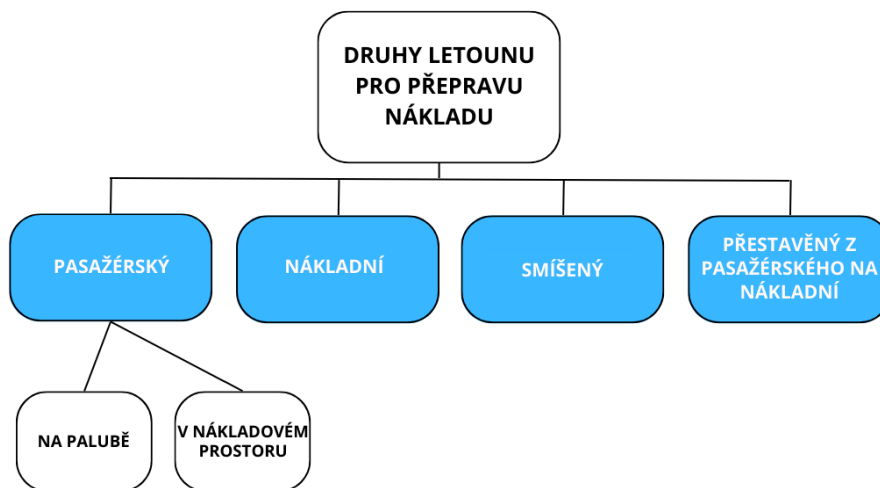 DRUHY LETOUNU
PRO PŘEPRAVU
NÁKLADU
PASAŽÉRSKÝ
NÁKLADNÍ
SMÍŠENÝ
PŘESTAVĚNÝ Z
PASAŽÉRSKÉHO NA
NÁKLADNÍ
NA PALUBĚ
V NÁKLADOVÉM
PROSTORU